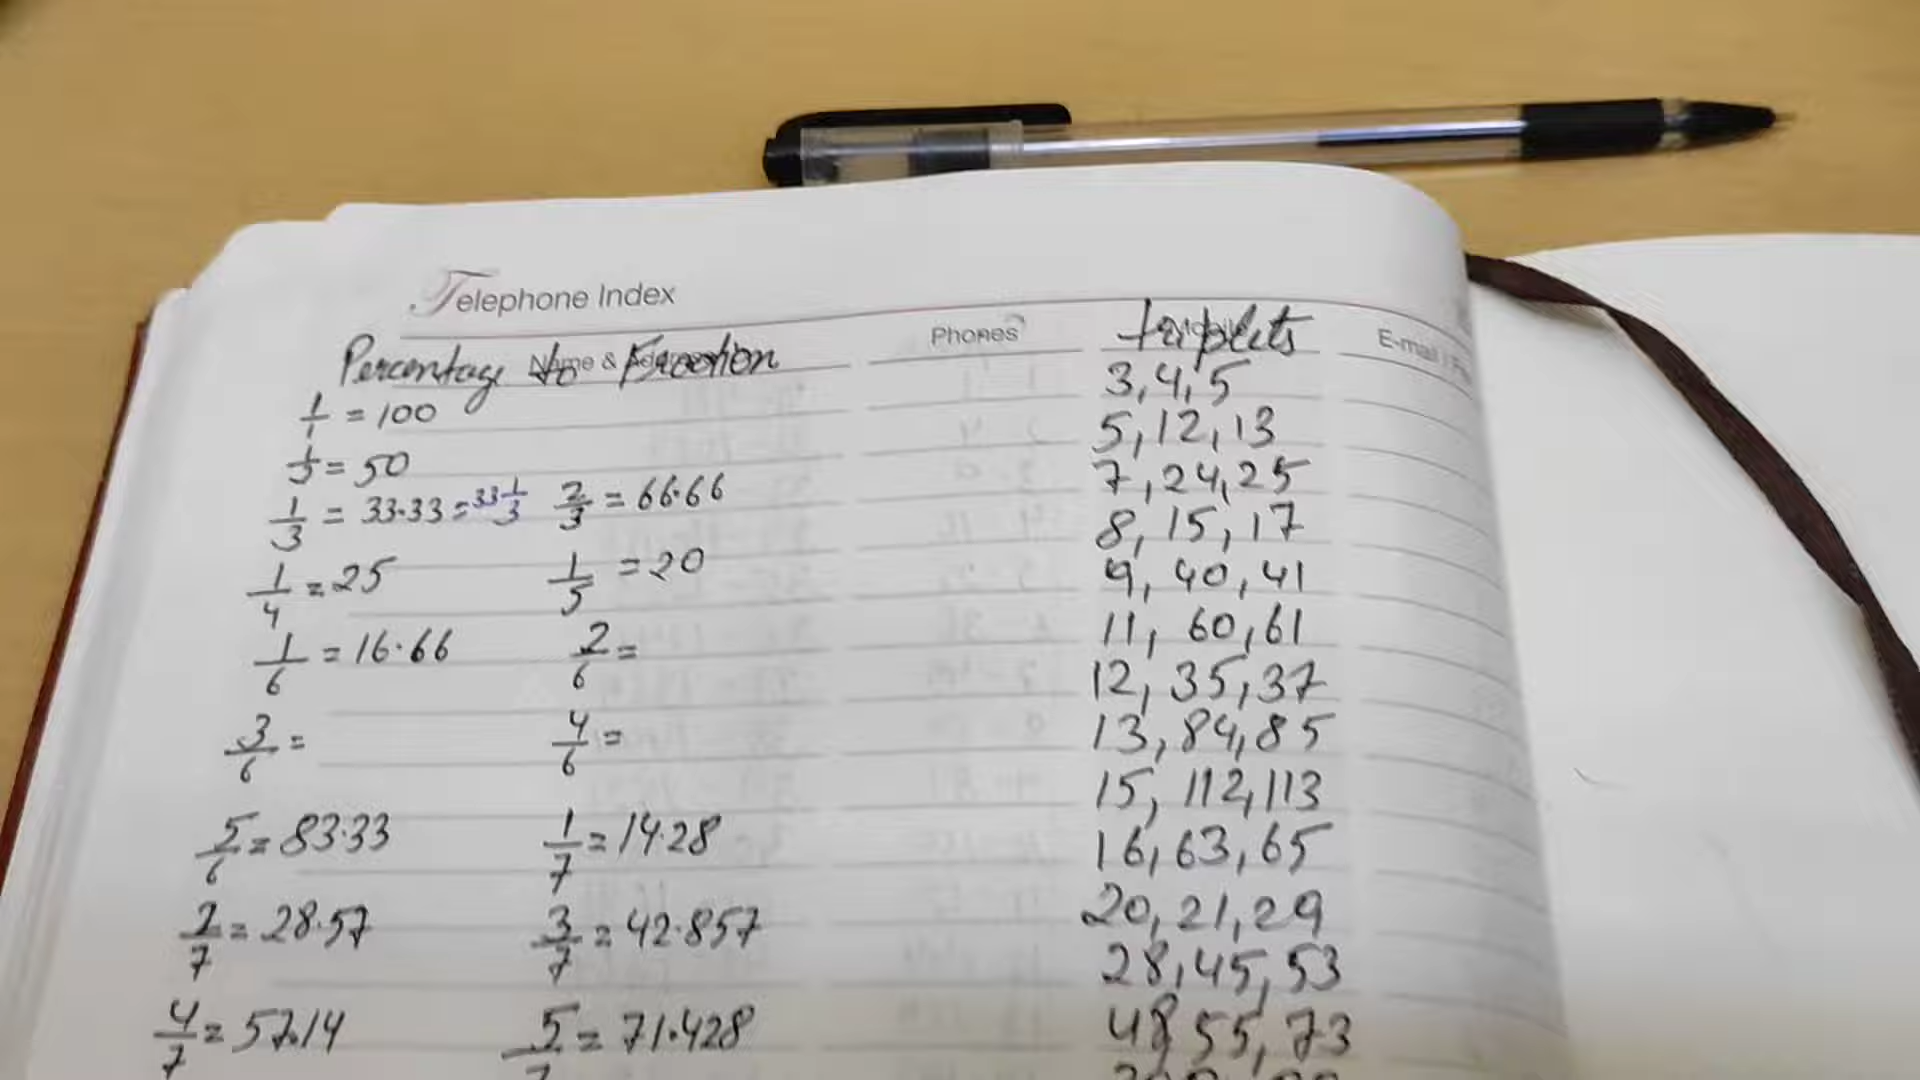 Telephone Index
Name & Phones E-mail
Percentage to Fraction
1/1 = 100
= 50
1/3 = 33.33 = 33 1/3 2/3 = 66.66
1/4 = 25 1/5 = 20
1/6 = 16.66 2/6 =
3/6 = 4/6 =
5/6 = 83.33 1/7 = 14.28
2/7 = 28.57 3/7 = 42.857
4/7 = 57.14 5/7 = 71.428
triplets
3, 4, 5
5, 12, 13
7, 24, 25
8, 15, 17
9, 40, 41
11, 60, 61
12, 35, 37
13, 84, 85
15, 112, 113
16, 63, 65
20, 21, 29
28, 45, 53
48, 55, 73